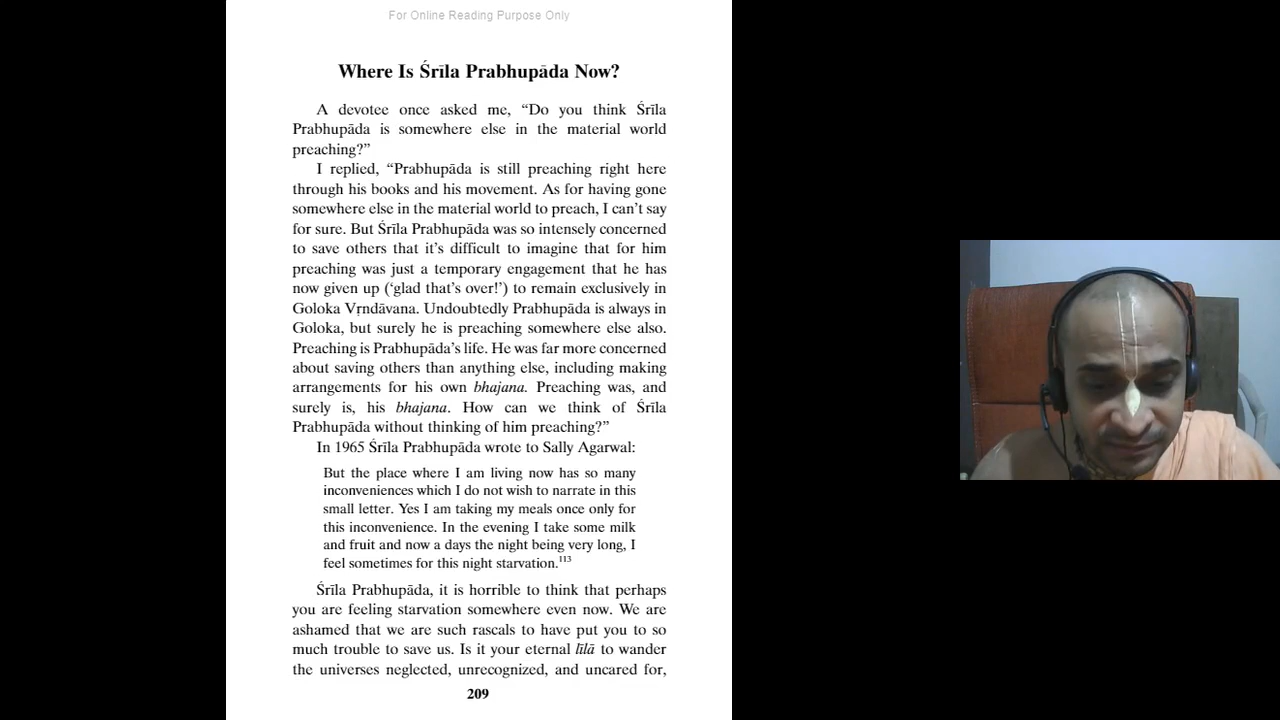 For Online Reading Purpose Only
Where Is Śrīla Prabhupāda Now?
A devotee once asked me, “Do you think Śrīla
Prabhupāda is somewhere else in the material world
preaching?”
I replied, “Prabhupāda is still preaching right here
through his books and his movement. As for having gone
somewhere else in the material world to preach, I can’t say
for sure. But Śrīla Prabhupāda was so intensely concerned
to save others that it’s difficult to imagine that for him
preaching was just a temporary engagement that he has
now given up (‘glad that’s over!’) to remain exclusively in
Goloka Vṛndāvana. Undoubtedly Prabhupāda is always in
Goloka, but surely he is preaching somewhere else also.
Preaching is Prabhupāda’s life. He was far more concerned
about saving others than anything else, including making
arrangements for his own bhajana. Preaching was, and
surely is, his bhajana. How can we think of Śrīla
Prabhupāda without thinking of him preaching?”
In 1965 Śrīla Prabhupāda wrote to Sally Agarwal:
But the place where I am living now has so many
inconveniences which I do not wish to narrate in this
small letter. Yes I am taking my meals once only for
this inconvenience. In the evening I take some milk
and fruit and now a days the night being very long, I
feel sometimes for this night starvation.113
Śrīla Prabhupāda, it is horrible to think that perhaps
you are feeling starvation somewhere even now. We are
ashamed that we are such rascals to have put you to so
much trouble to save us. Is it your eternal līlā to wander
the universes neglected, unrecognized, and uncared for,
209